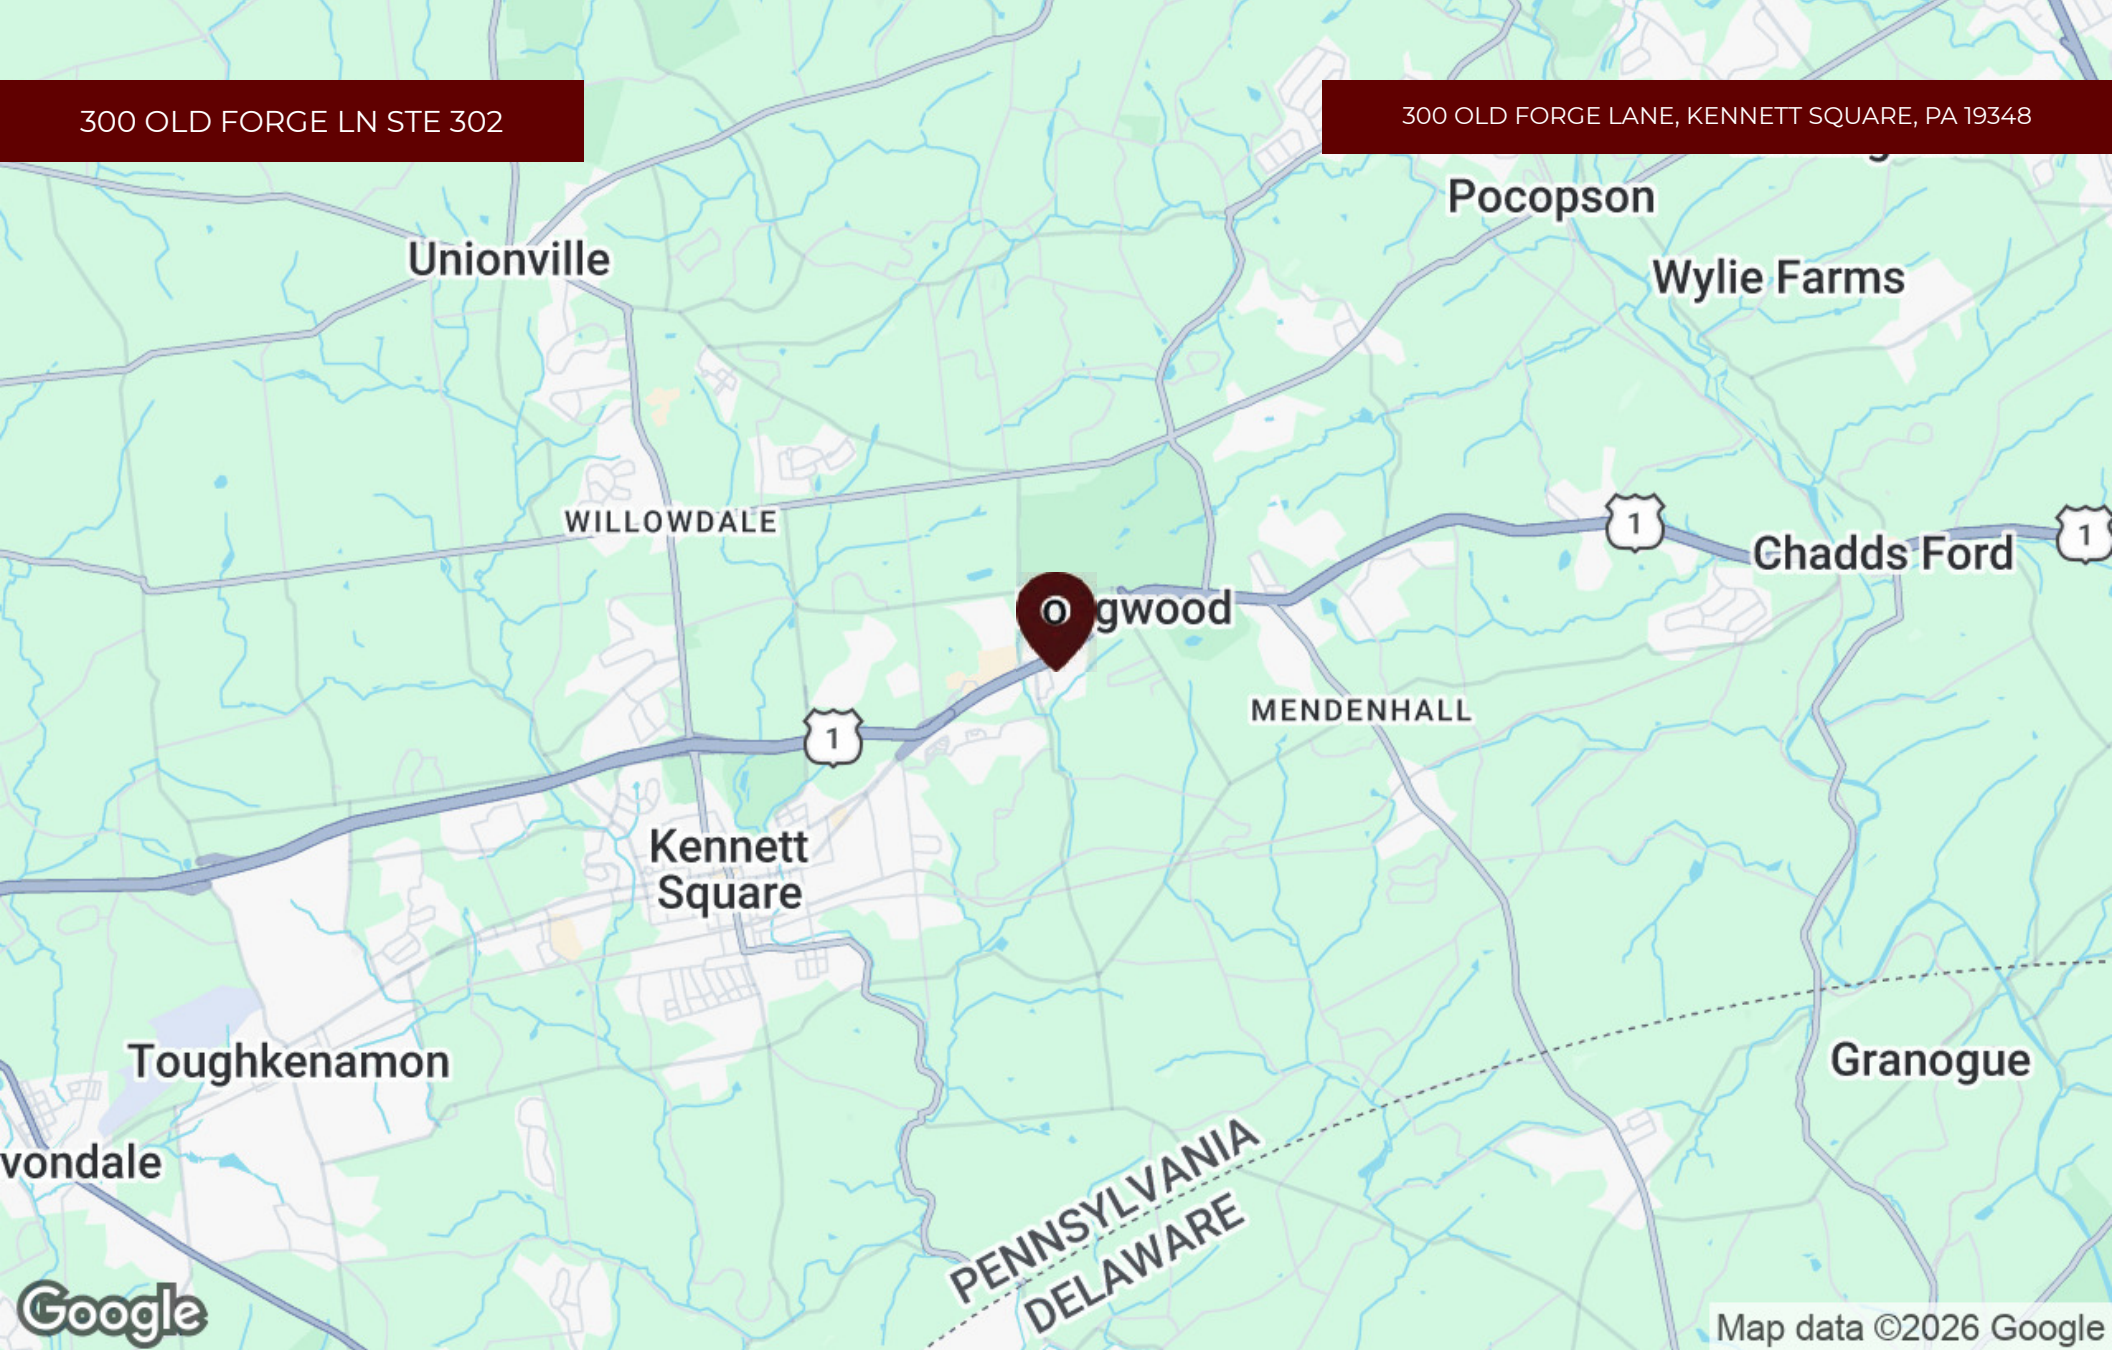 300 OLD FORGE LN STE 302
300 OLD FORGE LANE, KENNETT SQUARE, PA 19348
Pocopson
Unionville
Wylie Farms
WILLOWDALE
1
1
Chadds Ford
gwood
MENDENHALL
1
Kennett
Square
Toughkenamon
Granogue
vondale
PENNSYLVANIA
DELAWARE
Google
Map data ©2026 Google